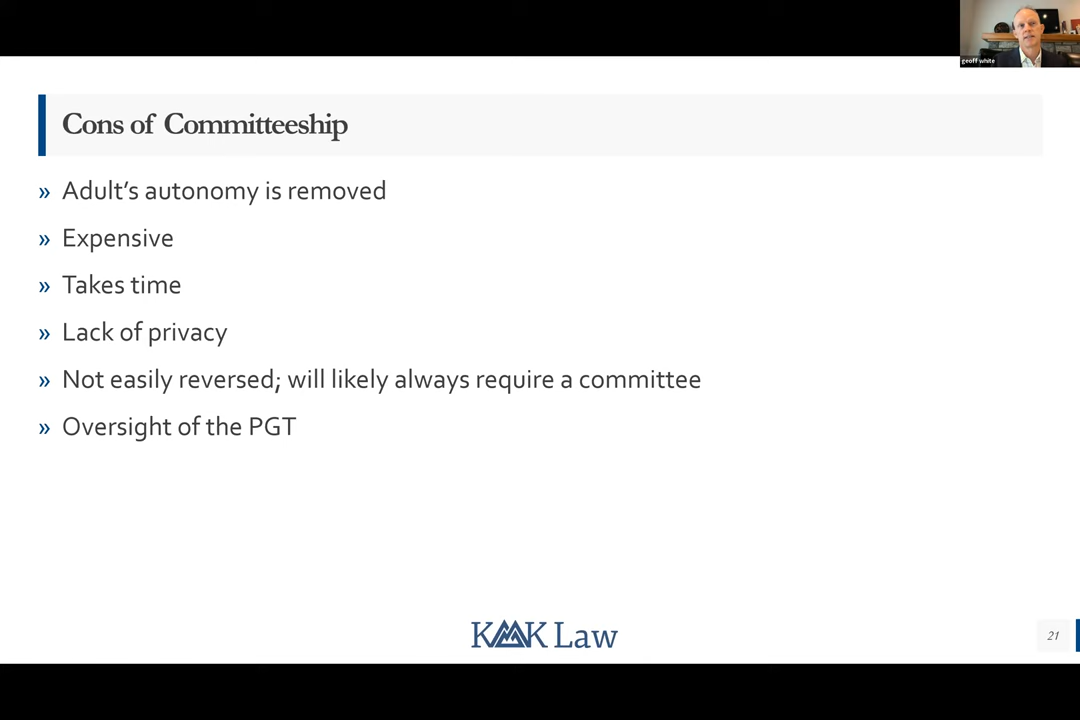 geoff white
Cons of Committeeship
» Adult's autonomy is removed
» Expensive
» Takes time
» Lack of privacy
» Not easily reversed; will likely always require a committee
» Oversight of the PGT
KMK Law
21